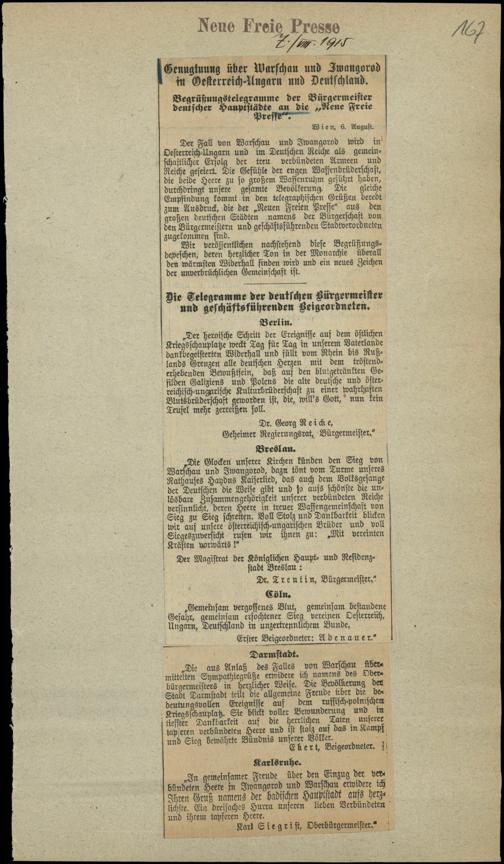 Neue Freie Presse
7./VIII. 1915
167
Genugtuung über Warschau und Iwangorod
in Oesterreich-Ungarn und Deutschland.
Begrüßungstelegramme der Bürgermeister
deutscher Hauptstädte an die „Neue Freie
Presse“.
Wien, 6. August.
Der Fall von Warschau und Iwangorod wird in
Oesterreich-Ungarn und im Deutschen Reiche als gemein-
schaftlicher Erfolg der treu verbündeten Armeen und
Reiche gefeiert. Die Gefühle der engen Waffenbrüderschaft,
die beide Heere zu so großem Waffenruhm geführt haben,
durchdringt unsere gesamte Bevölkerung. Die gleiche
Empfindung kommt in den telegraphischen Grüßen beredt
zum Ausdruck, die der „Neuen Freien Presse“ aus den
großen deutschen Städten namens der Bürgerschaft von
den Bürgermeistern und geschäftsführenden Stadtverordneten
zugekommen sind.
Wir veröffentlichen nachstehend diese Begrüßungs-
depeschen, deren herzlicher Ton in der Monarchie überall
den wärmsten Widerhall finden wird und ein neues Zeichen
der unverbrüchlichen Gemeinschaft ist.
Die Telegramme der deutschen Bürgermeister
und geschäftsführenden Beigeordneten.
Berlin.
„Der heroische Schritt der Ereignisse auf dem östlichen
Kriegsschauplatze weckt Tag für Tag in unserem Vaterlande
dankbegeisterten Widerhall und füllt vom Rhein bis Ruß-
lands Grenzen alle deutschen Herzen mit dem tröstend-
erhebenden Bewußtsein, daß auf den blutgetränkten Ge-
filden Galiziens und Polens die alte deutsche und öster-
reichisch-ungarische Kulturbrüderschaft zu einer wahrhaften
Blutsbrüderschaft geworden ist, die, will's Gott, nun kein
Teufel mehr zerreißen soll.
Dr. Georg Reicke,
Geheimer Regierungsrat, Bürgermeister.“
Breslau.
„Die Glocken unserer Kirchen künden den Sieg von
Warschau und Iwangorod, dazu tönt vom Turme unseres
Rathauses Haydns Kaiserlied, das auch dem Volksgesange
der Deutschen die Weise gibt und so aufs schönste die un-
lösbare Zusammengehörigkeit unserer verbündeten Reiche
versinnlicht, deren Heere in treuer Waffengemeinschaft von
Sieg zu Sieg schreiten. Voll Stolz und Dankbarkeit blicken
wir auf unsere österreichisch-ungarischen Brüder und voll
Siegeszuversicht rufen wir ihnen zu: „Mit vereinten
Kräften vorwärts!“
Der Magistrat der Königlichen Haupt- und Residenz-
stadt Breslau:
Dr. Trentin, Bürgermeister.“
Cöln.
„Gemeinsam vergossenes Blut, gemeinsam bestandene
Gefahr, gemeinsam erfochtener Sieg vereinen Oesterreich,
Ungarn, Deutschland in unzertrennlichem Bunde.
Erster Beigeordneter: Adenauer.“
Darmstadt.
„Die aus Anlaß des Falles von Warschau über-
mittelten Sympathiegrüße erwidere ich namens des Ober-
bürgermeisters in herzlicher Weise. Die Bevölkerung der
Stadt Darmstadt teilt die allgemeine Freude über die be-
deutungsvollen Ereignisse auf dem russisch-polnischen
Kriegsschauplatz. Sie blickt voller Bewunderung und in
tiefster Dankbarkeit auf die herrlichen Taten unserer
tapferen verbündeten Heere und ist stolz auf das in Kampf
und Sieg bewährte Bündnis unserer Völker.
Ekert, Beigeordneter.
Karlsruhe.
„In gemeinsamer Freude über den Einzug der ver-
bündeten Heere in Iwangorod und Warschau erwidere ich
Ihren Gruß namens der badischen Hauptstadt aufs herz-
lichste. Ein dreifaches Hurra unseren lieben Verbündeten
und ihrem tapferen Heere.
Karl Siegrist, Oberbürgermeister.“